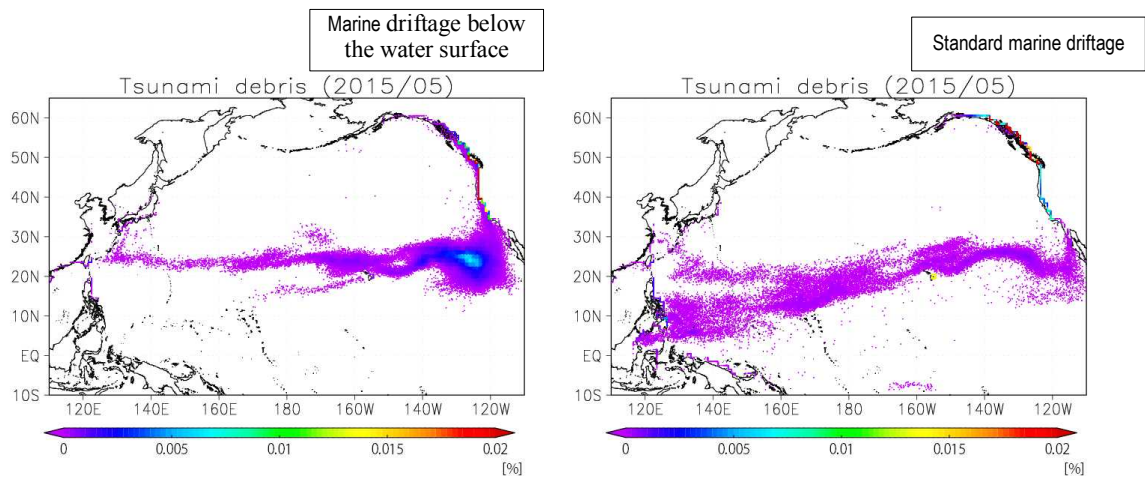 Marine driftage below
the water surface
Standard marine driftage
Tsunami debris (2015/05)
Tsunami debris (2015/05)
60N
50N
40N
30N
20N
10N
EQ
10S
120E 140E 160E 180 160W 140W 120W
0 0.005 0.01 0.015 0.02
[%]
60N
50N
40N
30N
20N
10N
EQ
10S
120E 140E 160E 180 160W 140W 120W
0 0.005 0.01 0.015 0.02
[%]